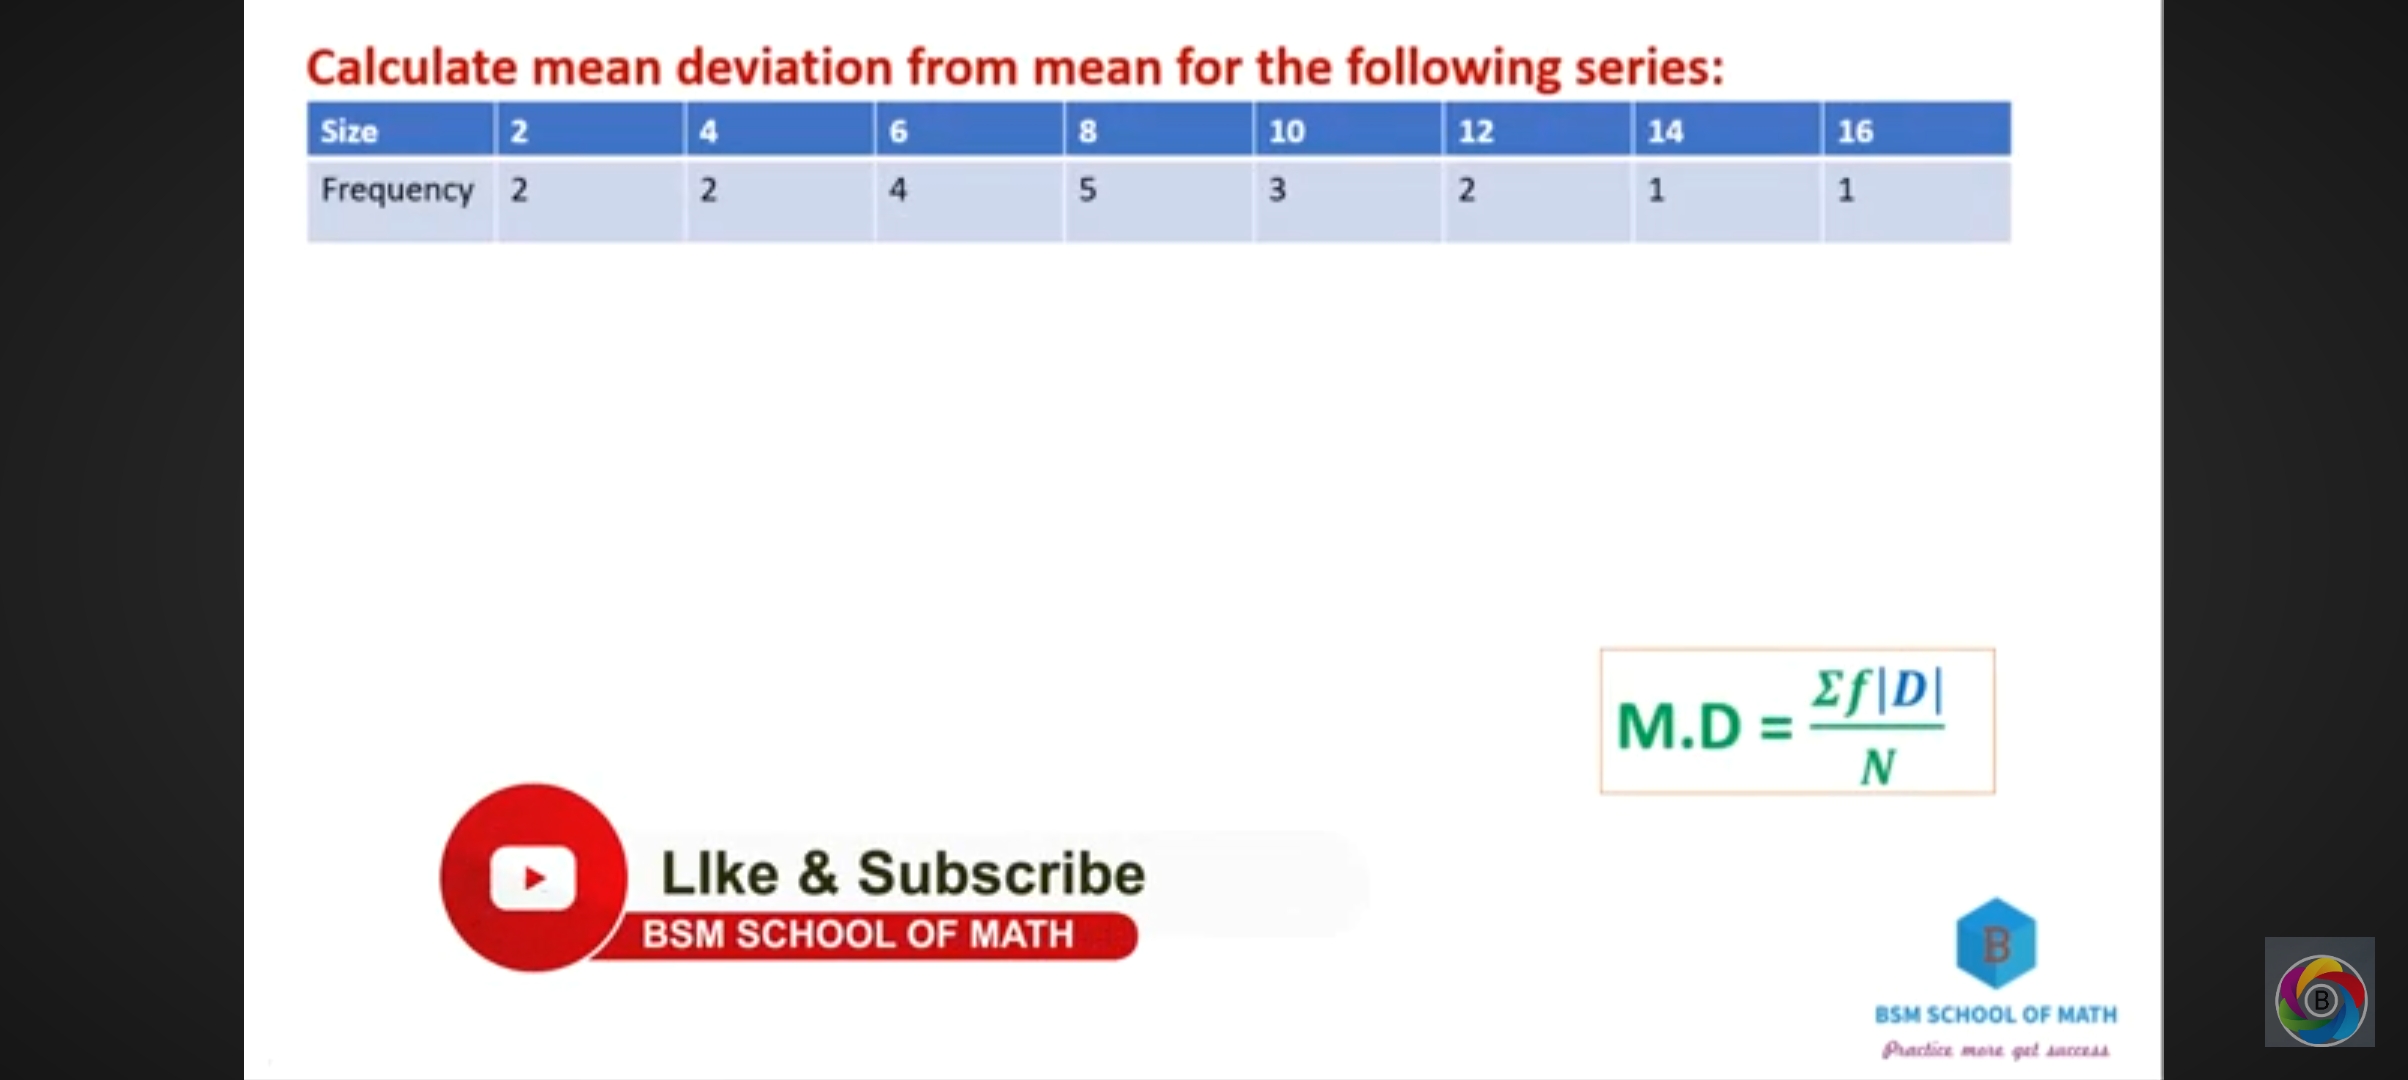 Calculate mean deviation from mean for the following series:
Size 2 4 6 8 10 12 14 16
Frequency 2 2 4 5 3 2 1 1
M.D = Σf|D| / N
LIke & Subscribe
BSM SCHOOL OF MATH
B
BSM SCHOOL OF MATH
Practice more get success
B